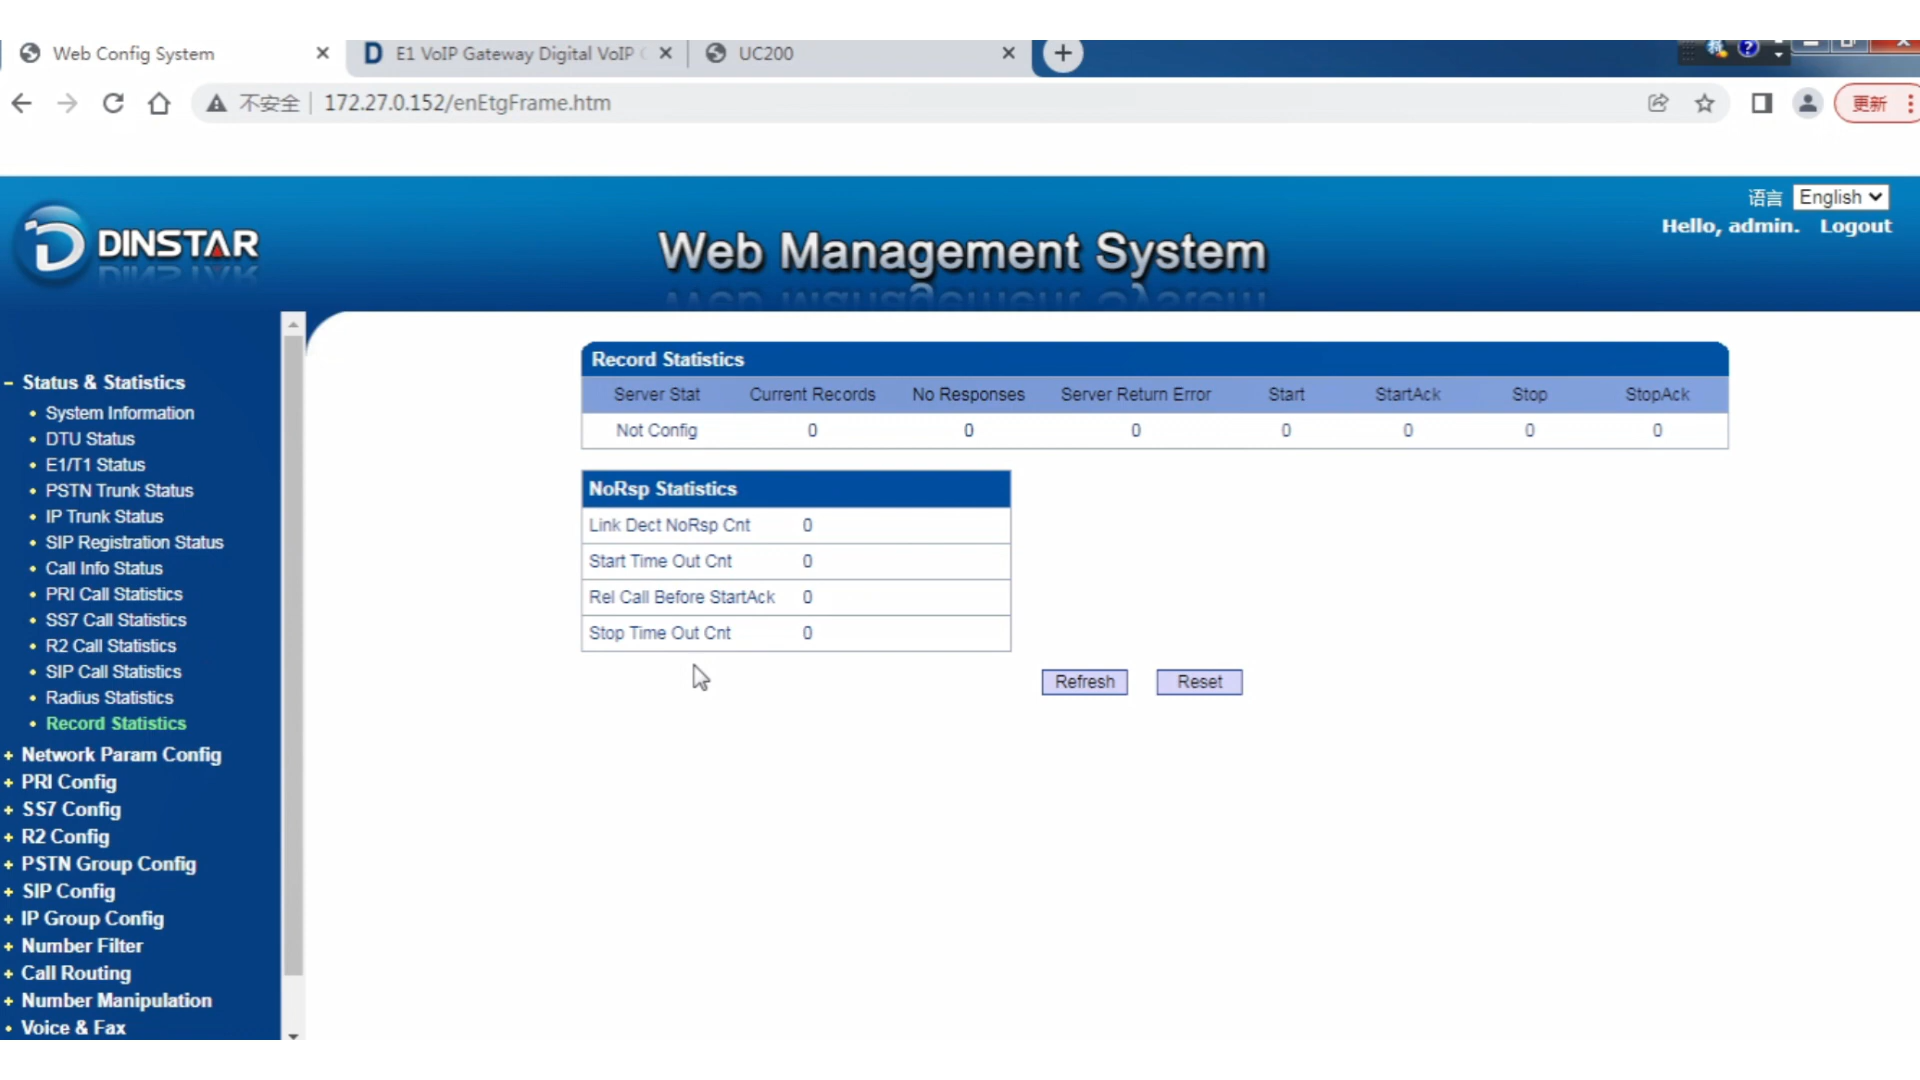 Web Config System
E1 VoIP Gateway Digital VoIP
UC200
不安全
172.27.0.152/enEtgFrame.htm
更新
DINSTAR
Web Management System
语言 English
Hello, admin. Logout
Status & Statistics
System Information
DTU Status
E1/T1 Status
PSTN Trunk Status
IP Trunk Status
SIP Registration Status
Call Info Status
PRI Call Statistics
SS7 Call Statistics
R2 Call Statistics
SIP Call Statistics
Radius Statistics
Record Statistics
Network Param Config
PRI Config
SS7 Config
R2 Config
PSTN Group Config
SIP Config
IP Group Config
Number Filter
Call Routing
Number Manipulation
Voice & Fax
Record Statistics
Server Stat Current Records No Responses Server Return Error Start StartAck Stop StopAck
Not Config 0 0 0 0 0 0 0
NoRsp Statistics
Link Dect NoRsp Cnt 0
Start Time Out Cnt 0
Rel Call Before StartAck 0
Stop Time Out Cnt 0
Refresh Reset